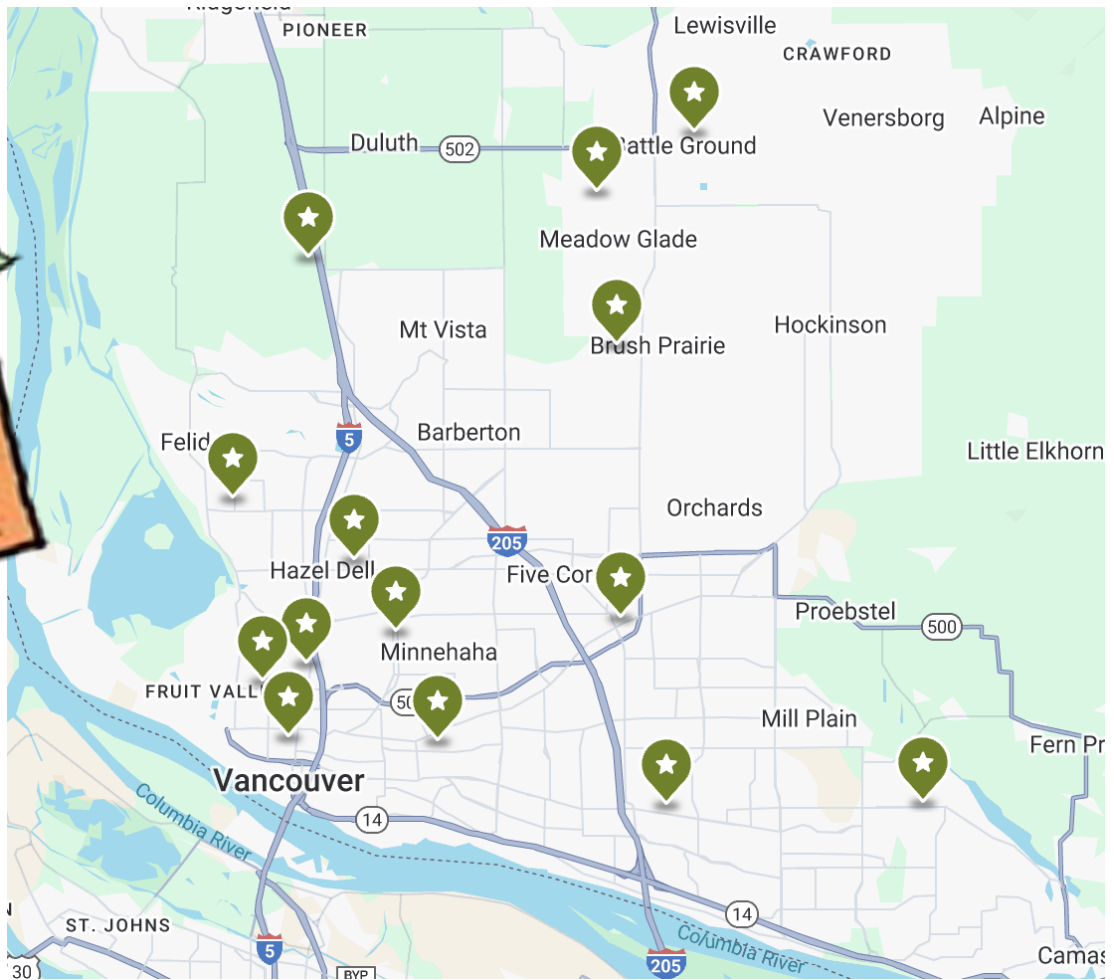 PIONEER
Lewisville
CRAWFORD
Venersborg
Alpine
Duluth
502
attle Ground
Meadow Glade
Mt Vista
Hockinson
Brush Prairie
Felid
5
Barberton
Little Elkhorn
Orchards
205
Hazel Dell
Five Cor
Proebstel
500
Minnehaha
FRUIT VALL
50
Mill Plain
Fern Pr
Vancouver
Columbia River
14
14
ST. JOHNS
Columbia River
5
205
Camas
30
BYP